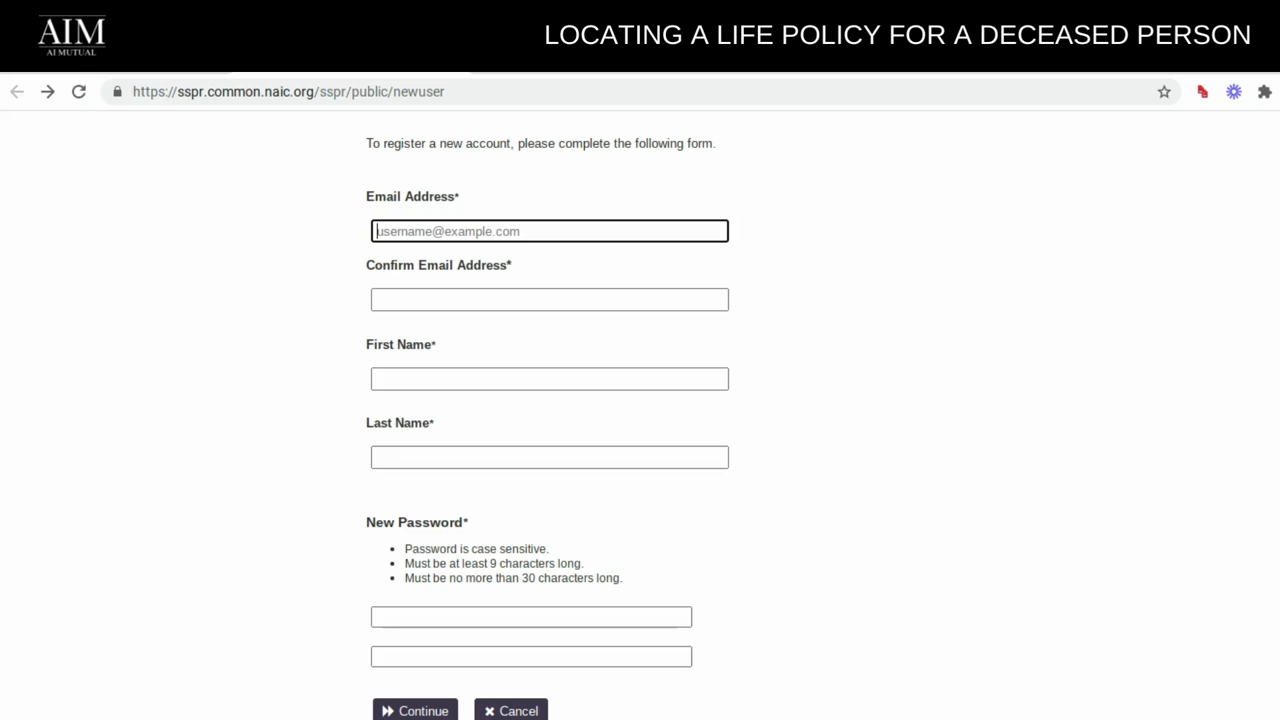 AIM
AI MUTUAL
LOCATING A LIFE POLICY FOR A DECEASED PERSON
https://sspr.common.naic.org/sspr/public/newuser
To register a new account, please complete the following form.
Email Address*
username@example.com
Confirm Email Address*
First Name*
Last Name*
New Password*
• Password is case sensitive.
• Must be at least 9 characters long.
• Must be no more than 30 characters long.
Continue
Cancel